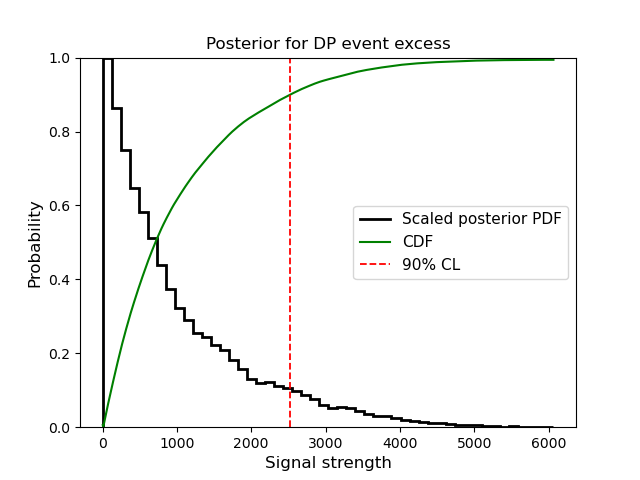 Posterior for DP event excess
1.0
0.8
0.6
0.4
0.2
0.0
Probability
Scaled posterior PDF
CDF
90% CL
0 1000 2000 3000 4000 5000 6000
Signal strength